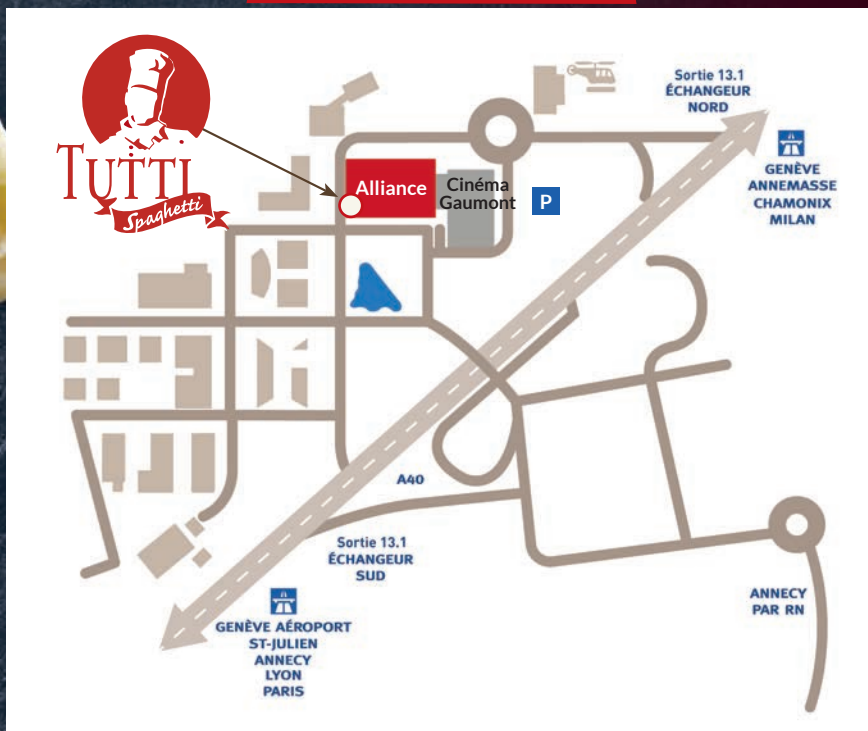 TUTTI
Spaghetti
Alliance
Cinéma
Gaumont
P
Sortie 13.1
ÉCHANGEUR
NORD
GENÈVE
ANNEMASSE
CHAMONIX
MILAN
A40
Sortie 13.1
ÉCHANGEUR
SUD
GENÈVE AÉROPORT
ST-JULIEN
ANNECY
LYON
PARIS
ANNECY
PAR RN